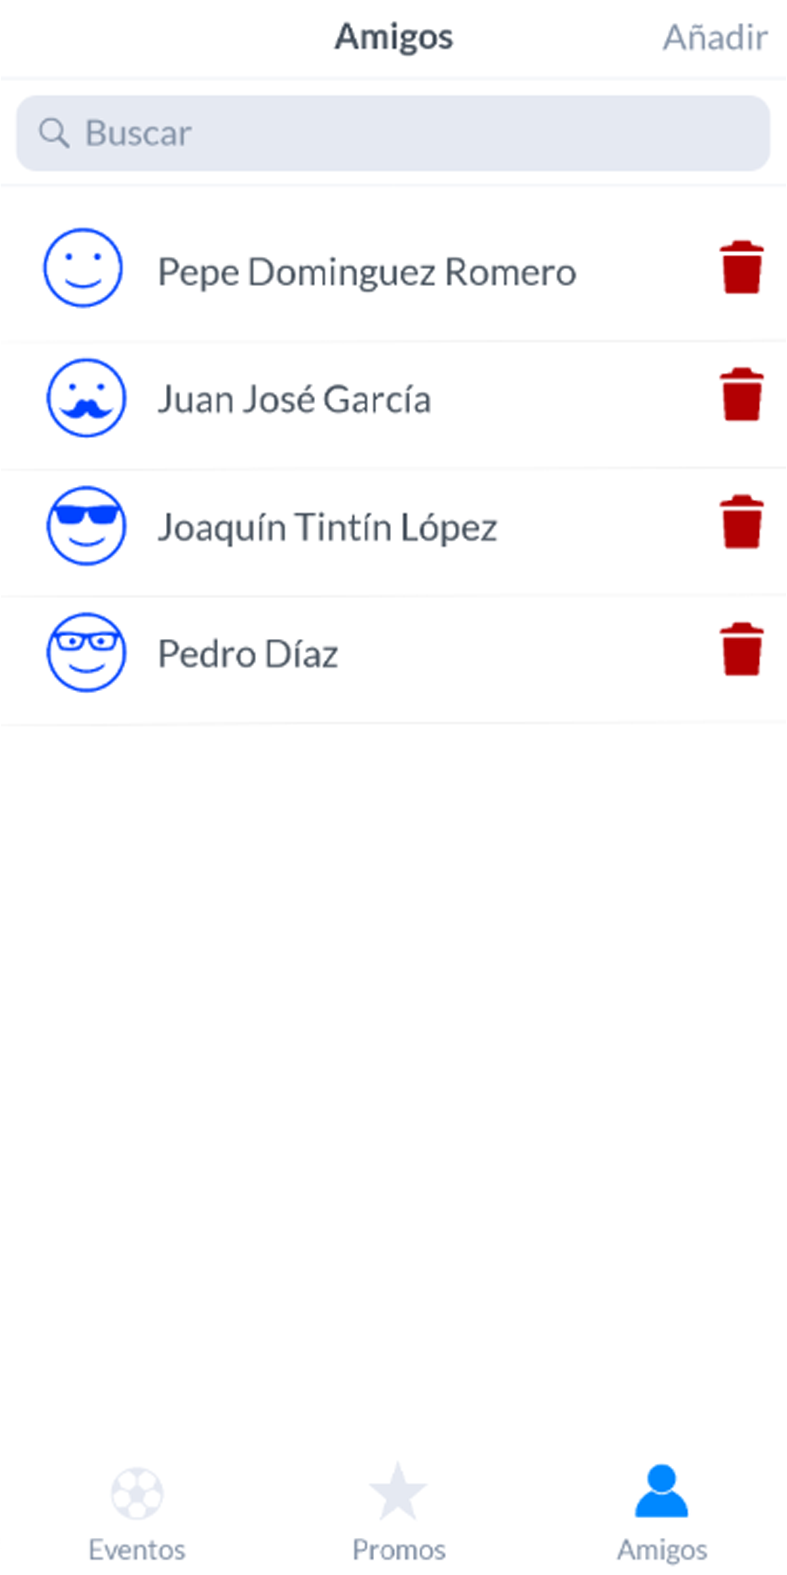 Amigos Añadir
Buscar
Pepe Dominguez Romero
Juan José García
Joaquín Tintín López
Pedro Díaz
Eventos Promos Amigos